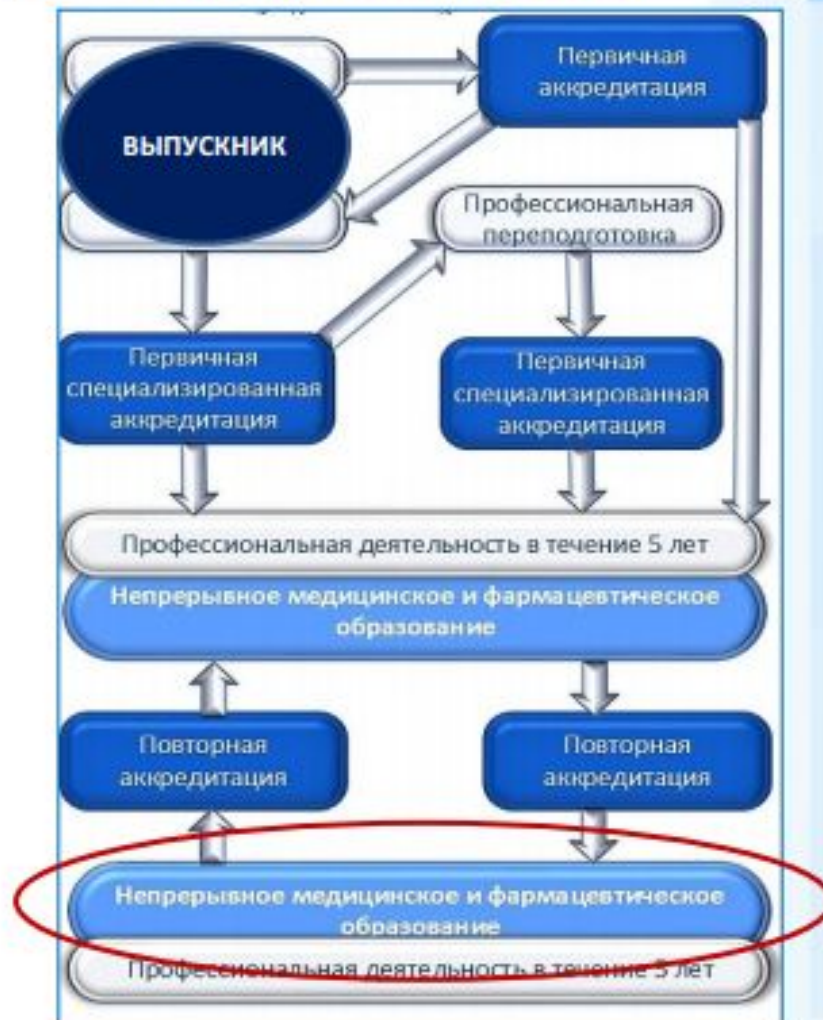 Первичная
аккредитация
ВЫПУСКНИК
Профессиональная
переподготовка
Первичная
специализированная
аккредитация
Первичная
специализированная
аккредитация
Профессиональная деятельность в течение 5 лет
Непрерывное медицинское и фармацевтическое
образование
Повторная
аккредитация
Повторная
аккредитация
Непрерывное медицинское и фармацевтическое
образование
Профессиональная деятельность в течение 5 лет